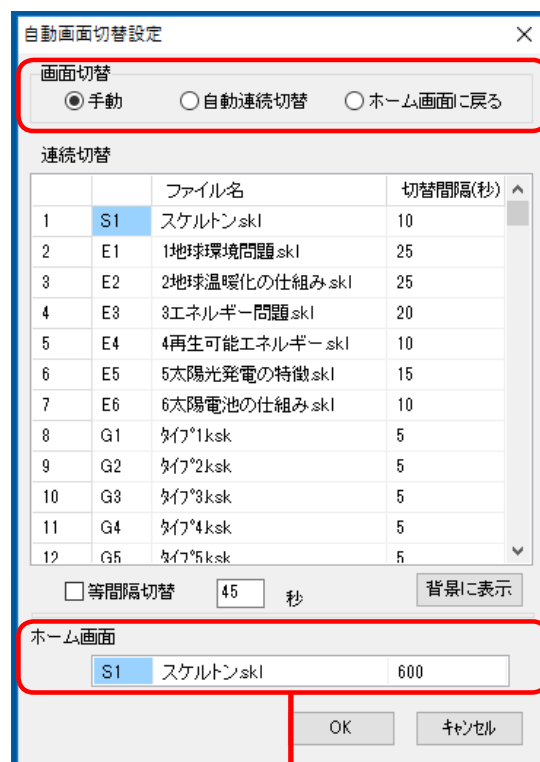 自動画面切替設定
画面切替
手動 自動連続切替 ホーム画面に戻る
連続切替
ファイル名 切替間隔(秒)
1 S1 スケルトン.skl 10
2 E1 1地球環境問題.skl 25
3 E2 2地球温暖化の仕組み.skl 25
4 E3 3エネルギー問題.skl 20
5 E4 4再生可能エネルギー.skl 10
6 E5 5太陽光発電の特徴.skl 15
7 E6 6太陽電池の仕組み.skl 10
8 G1 ﾀｲﾌﾟ1.ksk 5
9 G2 ﾀｲﾌﾟ2.ksk 5
10 G3 ﾀｲﾌﾟ3.ksk 5
11 G4 ﾀｲﾌﾟ4.ksk 5
12 G5 ﾀｲﾌﾟ5.ksk 5
等間隔切替 45 秒 背景に表示
ホーム画面
S1 スケルトン.skl 600
OK ｷｬﾝｾﾙ